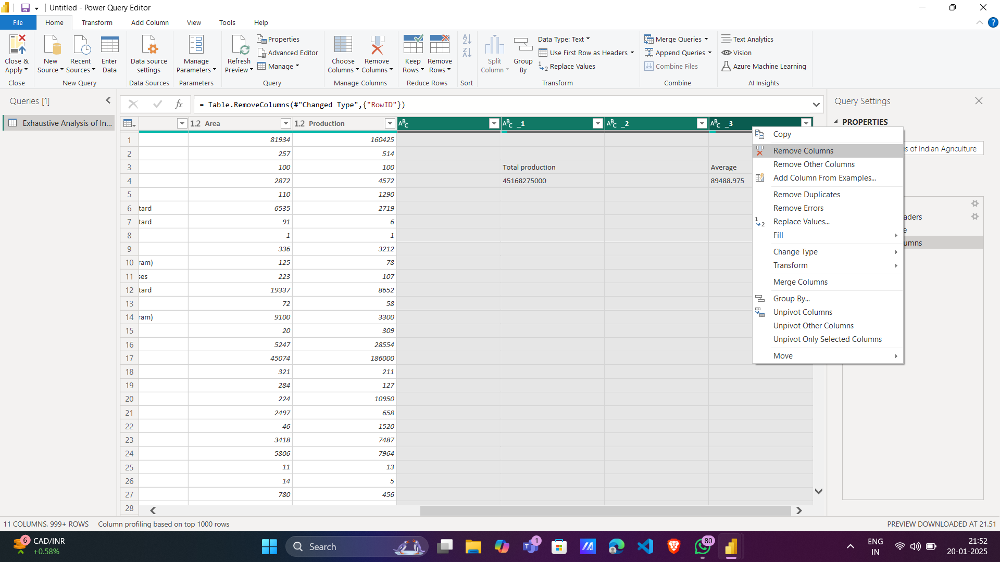 Untitled - Power Query Editor
File
Home
Transform
Add Column
View
Tools
Help
Close & Apply
New Source
Recent Sources
Enter Data
Data source settings
Manage Parameters
Refresh Preview
Properties
Advanced Editor
Manage
Choose Columns
Remove Columns
Keep Rows
Remove Rows
Split Column
Group By
Data Type: Text
Use First Row as Headers
Replace Values
Merge Queries
Append Queries
Combine Files
Text Analytics
Vision
Azure Machine Learning
Close
New Query
Data Sources
Parameters
Query
Manage Columns
Reduce Rows
Sort
Transform
Combine
AI Insights
Queries [1]
Exhaustive Analysis of In...
fx
= Table.RemoveColumns(#"Changed Type",{"RowID"})
Query Settings
PROPERTIES
is of Indian Agriculture
1.2 Area 1.2 Production ABC ABC _1 ABC _2 ABC _3
1 81934 160425
2 257 514
3 100 100 Total production Average
4 2872 4572 45168275000 89488.975
5 110 1290
6 tard 6535 2719
7 tard 91 6
8 1 1
9 336 3212
10 ram) 125 78
11 ses 223 107
12 tard 19337 8652
13 72 58
14 ram) 9100 3300
15 20 309
16 5247 28554
17 45074 186000
18 321 211
19 284 127
20 224 10950
21 2497 658
22 46 1520
23 3418 7487
24 5806 7964
25 11 13
26 14 5
27 780 456
28
Copy
Remove Columns
Remove Other Columns
Add Column From Examples...
Remove Duplicates
Remove Errors
Replace Values...
Fill
Change Type
Transform
Merge Columns
Group By...
Unpivot Columns
Unpivot Other Columns
Unpivot Only Selected Columns
Move
aders
e
umns
11 COLUMNS, 999+ ROWS
Column profiling based on top 1000 rows
PREVIEW DOWNLOADED AT 21.51
6
CAD/INR
+0.58%
Search
1
80
ENG
IN
21:52
20-01-2025